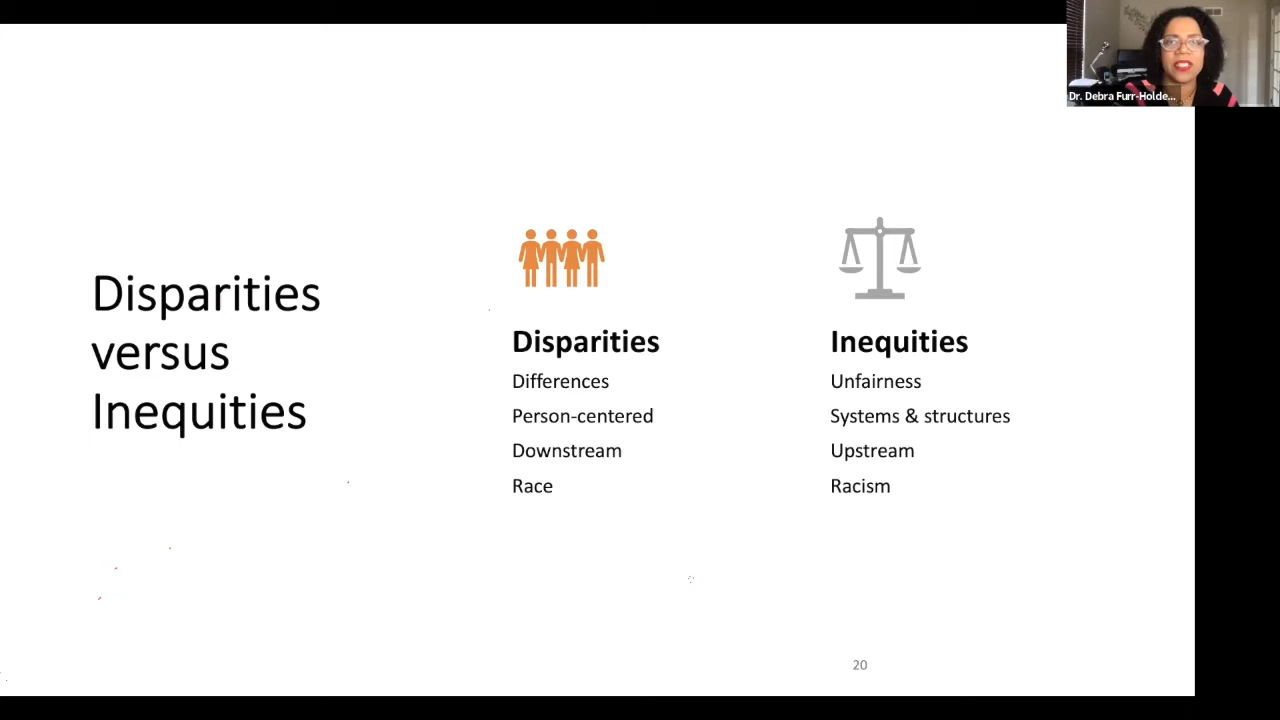 Dr. Debra Furr-Holde...
Disparities
versus
Inequities
Disparities
Differences
Person-centered
Downstream
Race
Inequities
Unfairness
Systems & structures
Upstream
Racism
20